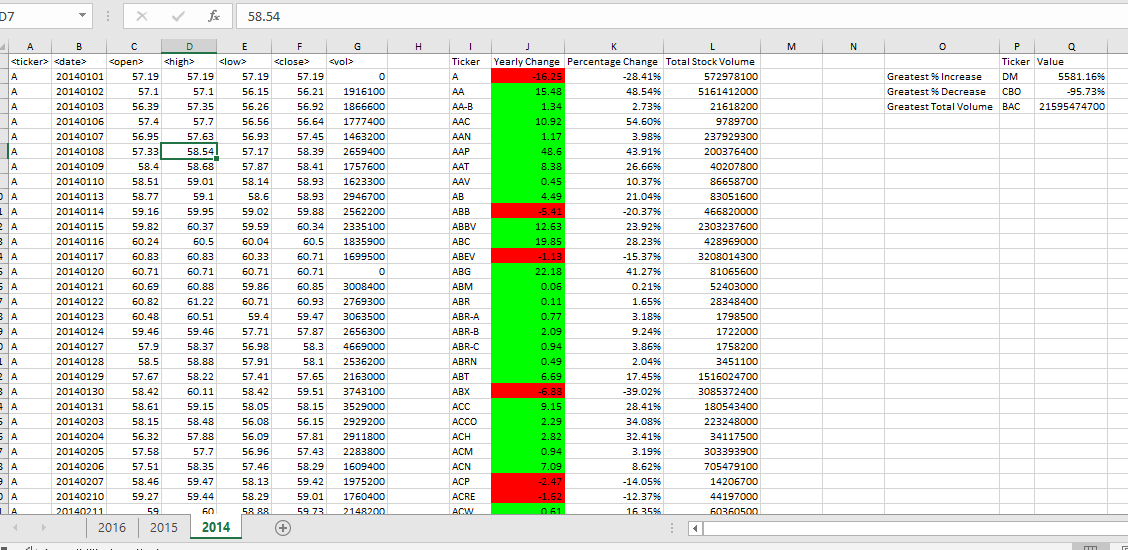 D7 fx 58.54
A B C D E F G H I J K L M N O P Q
<ticker> <date> <open> <high> <low> <close> <vol> Ticker Yearly Change Percentage Change Total Stock Volume Ticker Value
A 20140101 57.19 57.19 57.19 57.19 0 A -16.25 -28.41% 572978100 Greatest % Increase DM 5581.16%
A 20140102 57.1 57.1 56.15 56.21 1916100 AA 15.48 48.54% 5161412000 Greatest % Decrease CBO -95.73%
A 20140103 56.39 57.35 56.26 56.92 1866600 AA-B 1.34 2.73% 21618200 Greatest Total Volume BAC 21595474700
A 20140106 57.4 57.7 56.56 56.64 1777400 AAC 10.92 54.60% 9789700
A 20140107 56.95 57.63 56.93 57.45 1463200 AAN 1.17 3.98% 237929300
A 20140108 57.33 58.54 57.17 58.39 2659400 AAP 48.6 43.91% 200376400
A 20140109 58.4 58.68 57.87 58.41 1757600 AAT 8.38 26.66% 40207800
A 20140110 58.51 59.01 58.14 58.93 1623300 AAV 0.45 10.37% 86658700
A 20140113 58.77 59.1 58.6 58.93 2946700 AB 4.49 21.04% 83051600
A 20140114 59.16 59.95 59.02 59.88 2562200 ABB -5.41 -20.37% 466820000
A 20140115 59.82 60.37 59.59 60.34 2335100 ABBV 12.63 23.92% 2303237600
A 20140116 60.24 60.5 60.04 60.5 1835900 ABC 19.85 28.23% 428969000
A 20140117 60.83 60.83 60.33 60.71 1699500 ABEV -1.13 -15.37% 3208014300
A 20140120 60.71 60.71 60.71 60.71 0 ABG 22.18 41.27% 81065600
A 20140121 60.69 60.88 59.86 60.85 3008400 ABM 0.06 0.21% 52403000
A 20140122 60.82 61.22 60.71 60.93 2769300 ABR 0.11 1.65% 28348400
A 20140123 60.48 60.51 59.4 59.47 3063500 ABR-A 0.77 3.18% 1798500
A 20140124 59.46 59.46 57.71 57.87 2656300 ABR-B 2.09 9.24% 1722000
A 20140127 57.9 58.37 56.98 58.3 4669000 ABR-C 0.94 3.86% 1758200
A 20140128 58.5 58.88 57.91 58.1 2536200 ABRN 0.49 2.04% 3451100
A 20140129 57.67 58.22 57.41 57.65 2163000 ABT 6.69 17.45% 1516024700
A 20140130 58.42 60.11 58.42 59.51 3743100 ABX -6.88 -39.02% 3085372400
A 20140131 58.61 59.15 58.05 58.15 3529000 ACC 9.15 28.41% 180543400
A 20140203 58.15 58.48 56.08 56.15 2929200 ACCO 2.29 34.08% 223248000
A 20140204 56.32 57.88 56.09 57.81 2911800 ACH 2.82 32.41% 34117500
A 20140205 57.58 57.7 56.96 57.43 2283800 ACM 0.94 3.19% 303393900
A 20140206 57.51 58.35 57.46 58.29 1609400 ACN 7.09 8.62% 705479100
A 20140207 58.46 59.47 58.13 59.42 1975200 ACP -2.47 -14.05% 14206700
A 20140210 59.27 59.44 58.29 59.01 1760400 ACRE -1.62 -12.37% 44197000
A 20140211 59 60 58.88 59.73 2148200 ACW 0.61 16.35% 60360500
2016 2015 2014